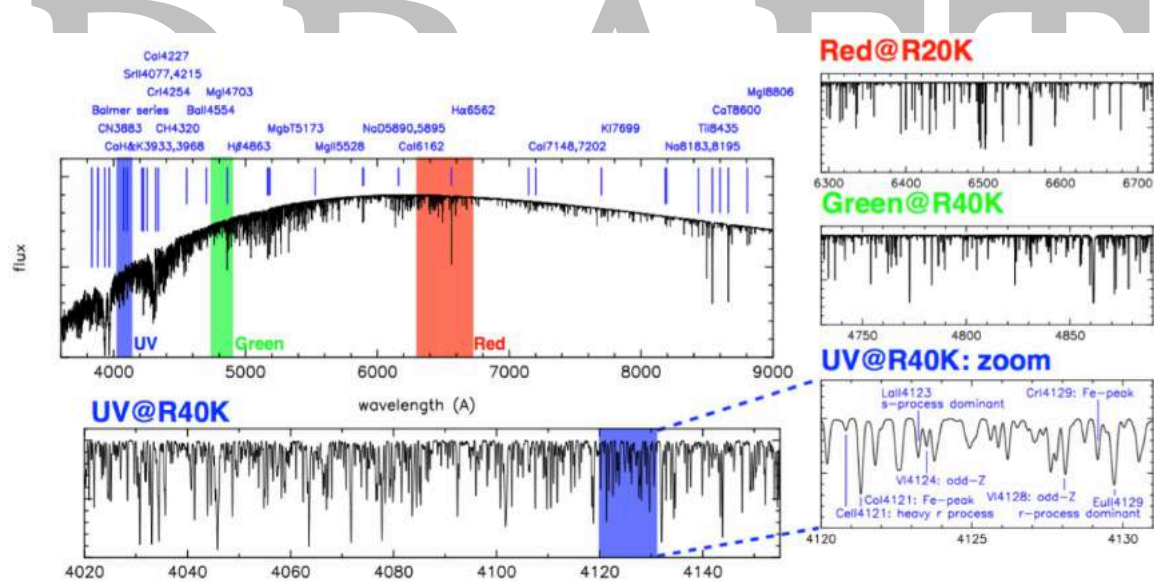 DRAFT
CaI4227
SrII4077,4215
CrI4254 MgI4703
Balmer series BaII4554 Hα6562 CaT8600 MgI8806
CN3883 CH4320 MgbT5173 NaD5890,5895 KI7699 TiI8435
CaH&K3933,3968 Hβ4863 MgII5528 CaI6162 CaI7148,7202 Na8183,8195
flux
UV Green Red
4000 5000 6000 7000 8000 9000
wavelength (A)
Red@R20K
6300 6400 6500 6600 6700
Green@R40K
4750 4800 4850
UV@R40K
4020 4040 4060 4080 4100 4120 4140
UV@R40K: zoom
LaII4123 CrI4129: Fe-peak
s-process dominant
VI4124: odd-Z
CoI4121: Fe-peak VI4128: odd-Z EuII4129
CeII4121: heavy r process r-process dominant
4120 4125 4130